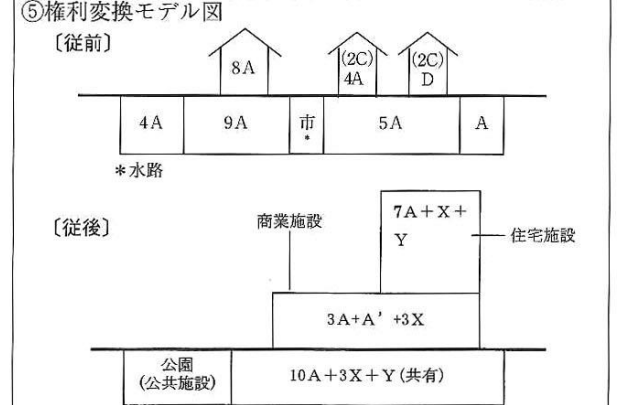 ⑤権利変換モデル図
〔従前〕
8A
(2C)
4A
(2C)
D
4A
9A
市
*
5A
A
*水路
〔従後〕
商業施設
7A+X+
Y
住宅施設
3A+A'+3X
公園
(公共施設)
10A+3X+Y(共有)